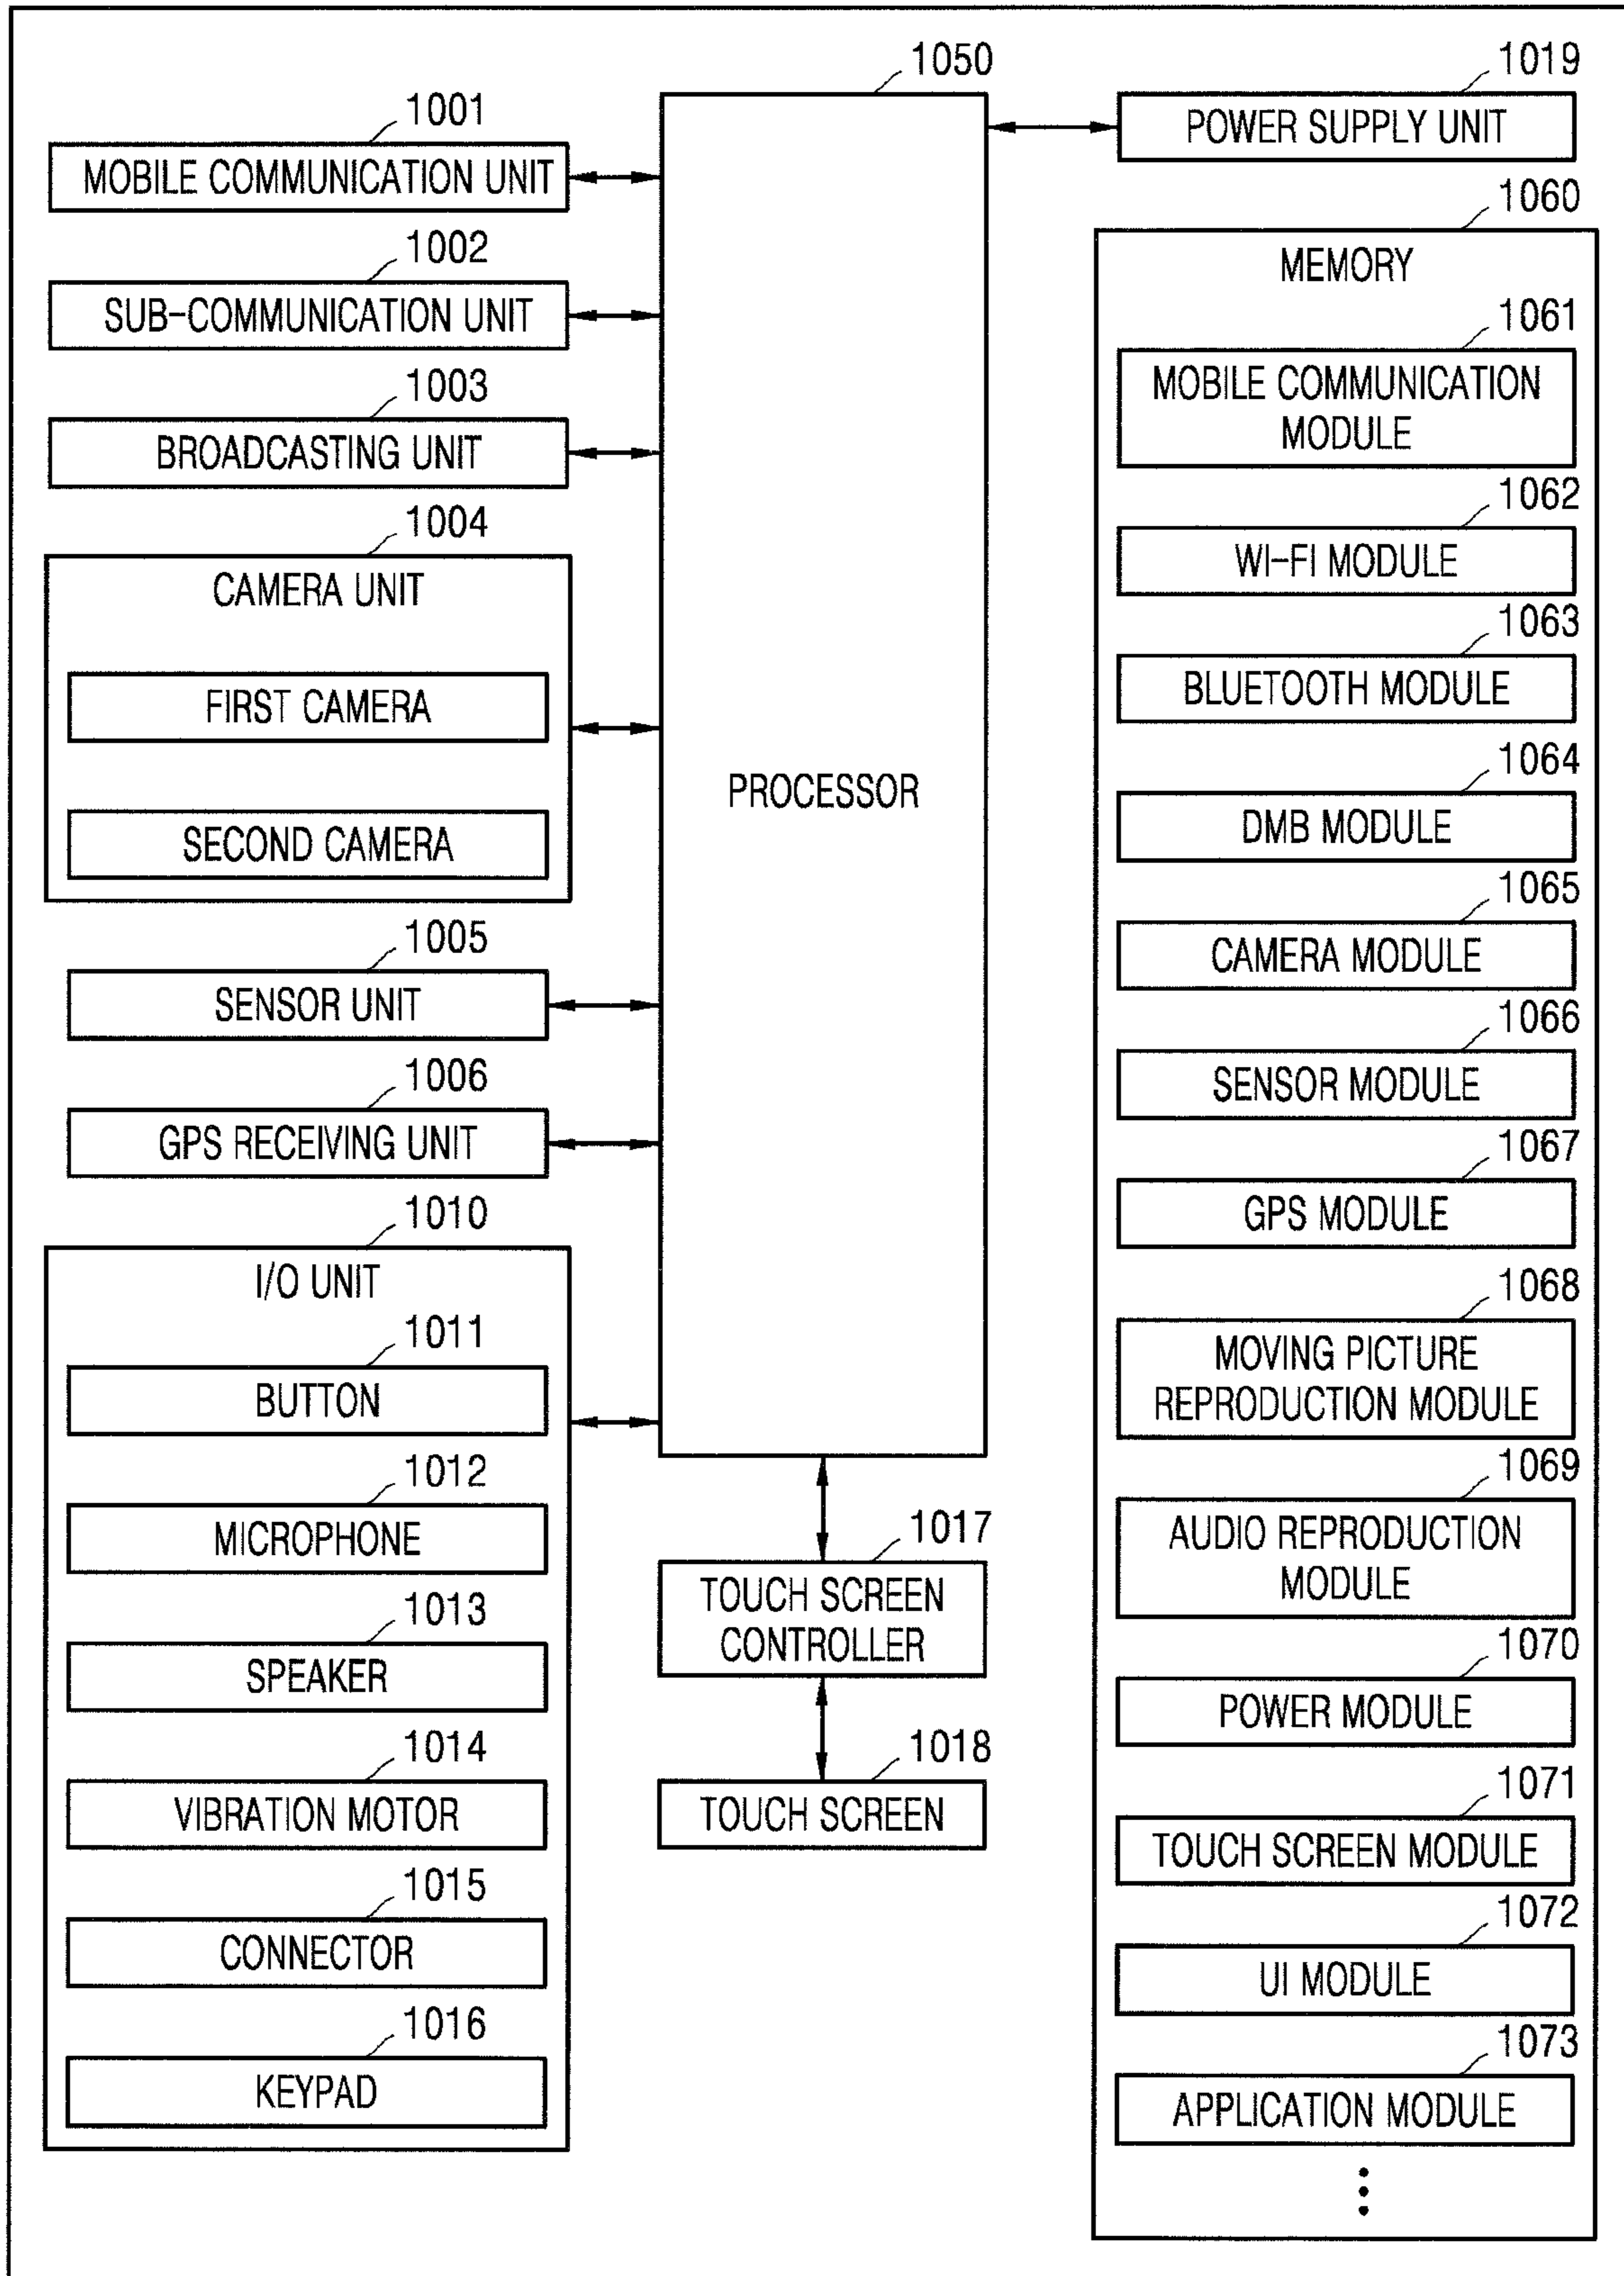 1050
1019
POWER SUPPLY UNIT
1001
MOBILE COMMUNICATION UNIT
1002
SUB-COMMUNICATION UNIT
1003
BROADCASTING UNIT
1004
CAMERA UNIT
FIRST CAMERA
SECOND CAMERA
1005
SENSOR UNIT
1006
GPS RECEIVING UNIT
1010
I/O UNIT
1011
BUTTON
1012
MICROPHONE
1013
SPEAKER
1014
VIBRATION MOTOR
1015
CONNECTOR
1016
KEYPAD
PROCESSOR
1017
TOUCH SCREEN
CONTROLLER
1018
TOUCH SCREEN
1060
MEMORY
1061
MOBILE COMMUNICATION
MODULE
1062
WI-FI MODULE
1063
BLUETOOTH MODULE
1064
DMB MODULE
1065
CAMERA MODULE
1066
SENSOR MODULE
1067
GPS MODULE
1068
MOVING PICTURE
REPRODUCTION MODULE
1069
AUDIO REPRODUCTION
MODULE
1070
POWER MODULE
1071
TOUCH SCREEN MODULE
1072
UI MODULE
1073
APPLICATION MODULE